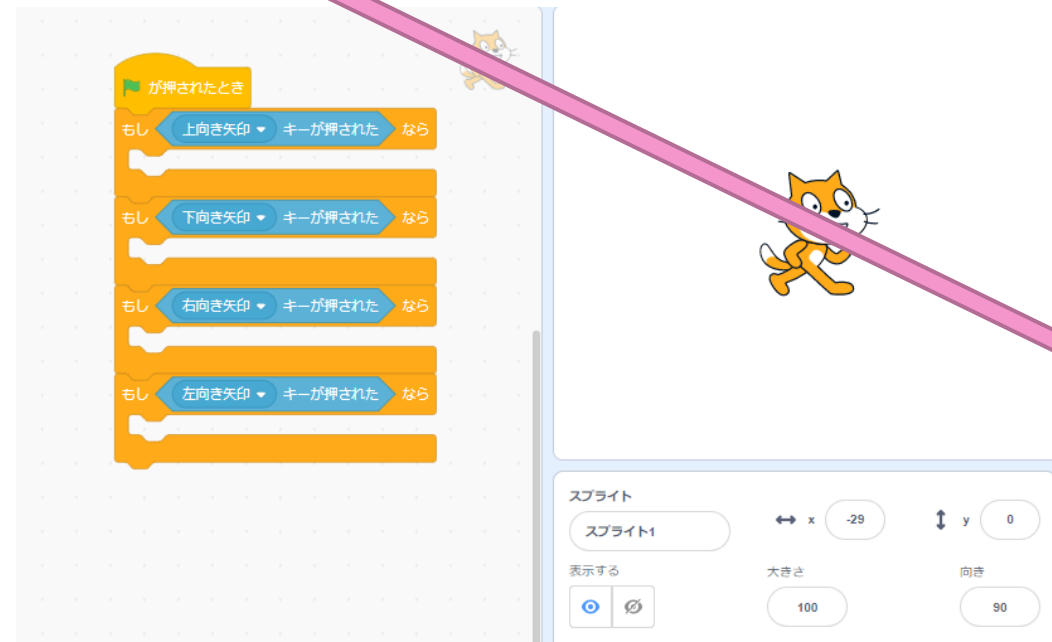 が押されたとき
もし 上向き矢印 キーが押された なら
もし 下向き矢印 キーが押された なら
もし 右向き矢印 キーが押された なら
もし 左向き矢印 キーが押された なら
スプライト
スプライト1
x -29 y 0
表示する 大きさ 向き
100 90